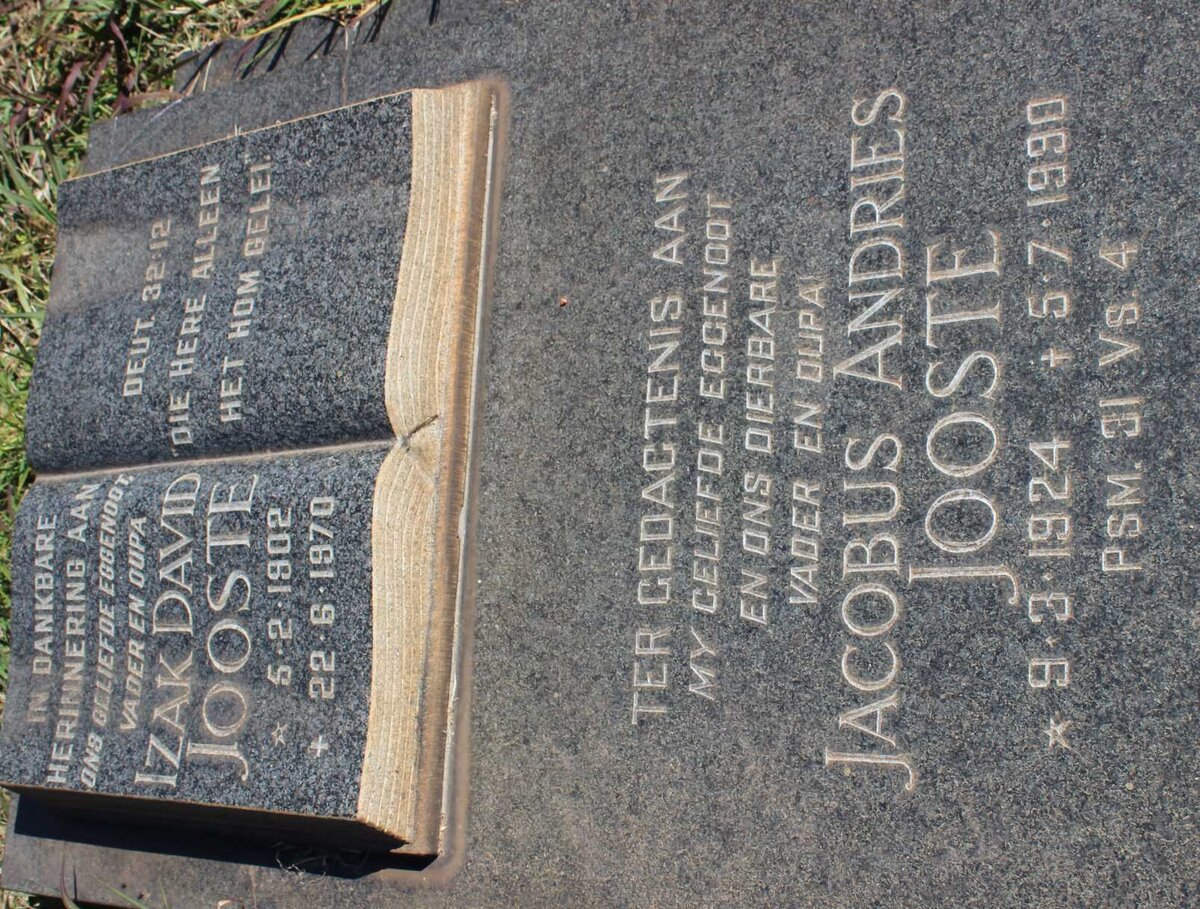 IN DANKBARE
HERINNERING AAN
ONS GELIEFDE EGGENOOT,
VADER EN OUPA
IZAK DAVID
JOOSTE
☆ 5·2·1902
+ 22·6·1970
DEUT. 32:12
"DIE HERE ALLEEN
HET HOM GELEI"
TER GEDAGTENIS AAN
MY GELIEFDE EGGENOOT
EN ONS DIERBARE
VADER EN OUPA
JACOBUS ANDRIES
JOOSTE
☆ 9·3·1924 + 5·7·1990
PSM. 31 VS. 4